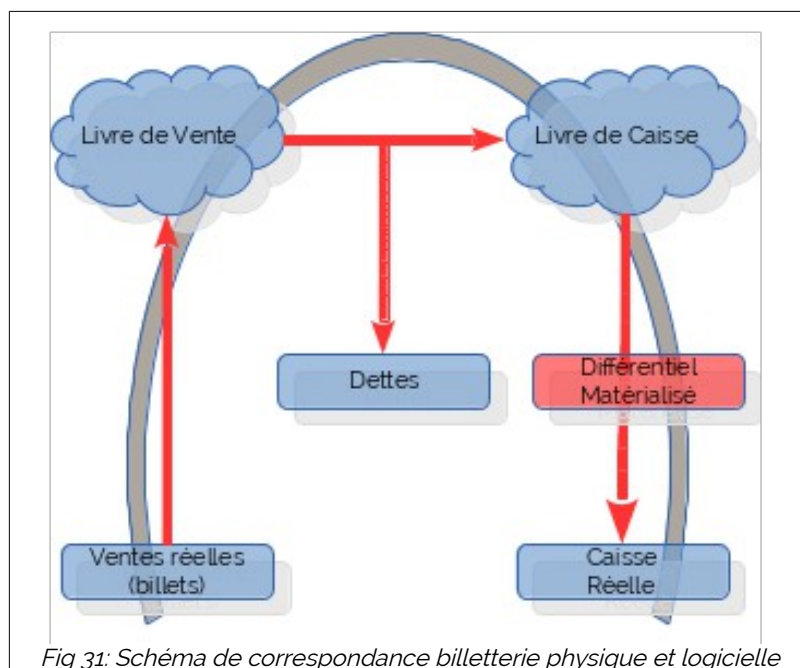 Livre de Vente
Livre de Caisse
Dettes
Différentiel
Matérialisé
Ventes réelles
(billets)
Caisse
Réelle
Fig 31: Schéma de correspondance billetterie physique et logicielle